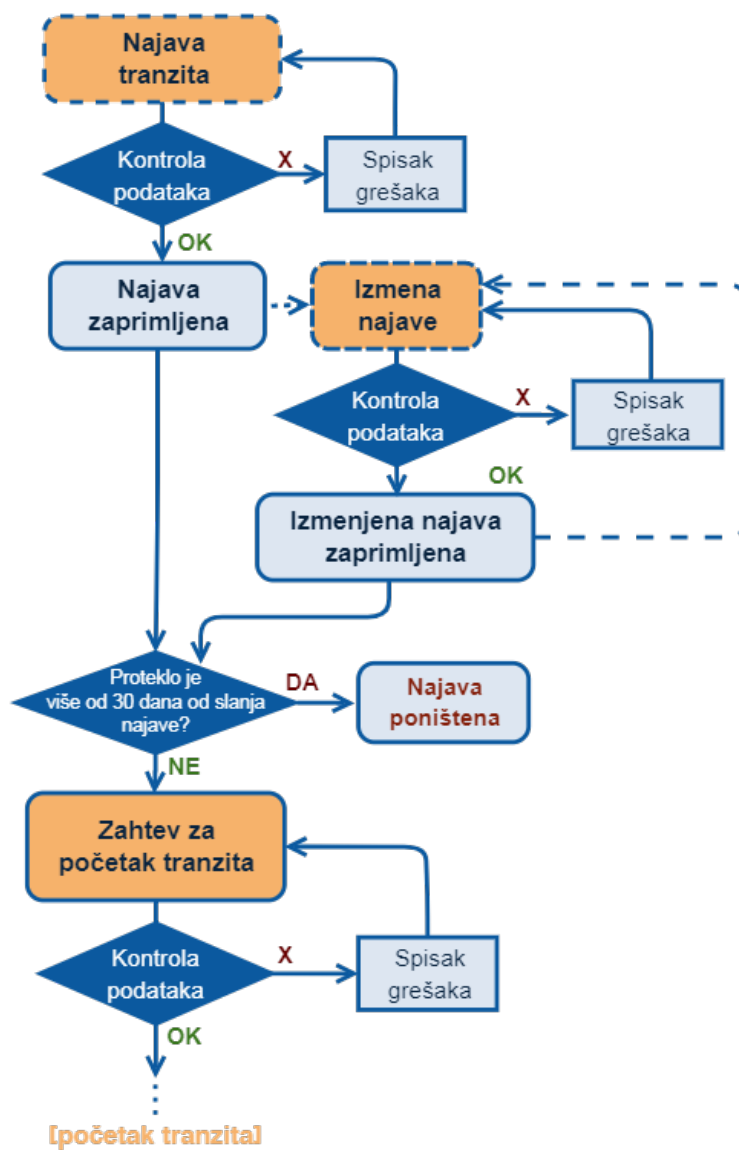 Najava
tranzita
Kontrola
podataka
X
Spisak
grešaka
OK
Najava
zaprimljena
Izmena
najave
Kontrola
podataka
X
Spisak
grešaka
OK
Izmenjena najava
zaprimljena
Proteklo je
više od 30 dana od slanja
najave?
DA
Najava
poništena
NE
Zahtev za
početak tranzita
Kontrola
podataka
X
Spisak
grešaka
OK
[početak tranzita]